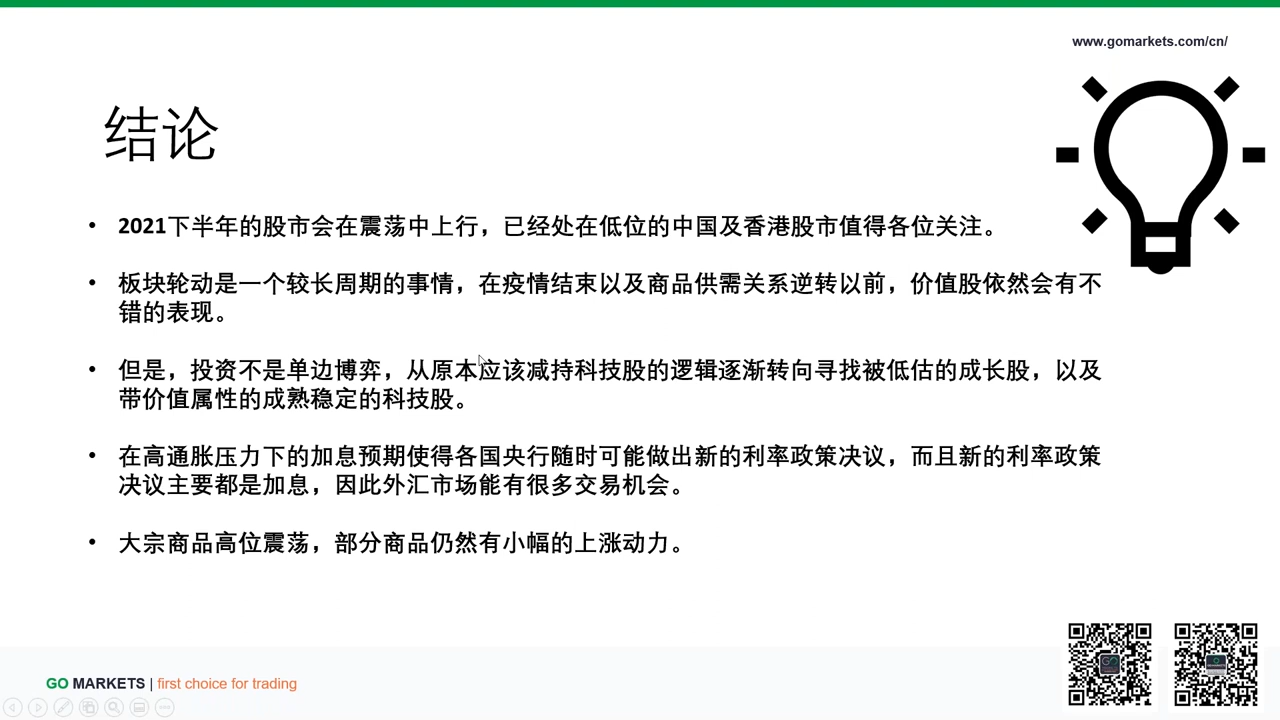 www.gomarkets.com/cn/
结论
• 2021下半年的股市会在震荡中上行，已经处在低位的中国及香港股市值得各位关注。
• 板块轮动是一个较长周期的事情，在疫情结束以及商品供需关系逆转以前，价值股依然会有不
错的表现。
• 但是，投资不是单边博弈，从原本应该减持科技股的逻辑逐渐转向寻找被低估的成长股，以及
带价值属性的成熟稳定的科技股。
• 在高通胀压力下的加息预期使得各国央行随时可能做出新的利率政策决议，而且新的利率政策
决议主要都是加息，因此外汇市场能有很多交易机会。
• 大宗商品高位震荡，部分商品仍然有小幅的上涨动力。
GO MARKETS | first choice for trading